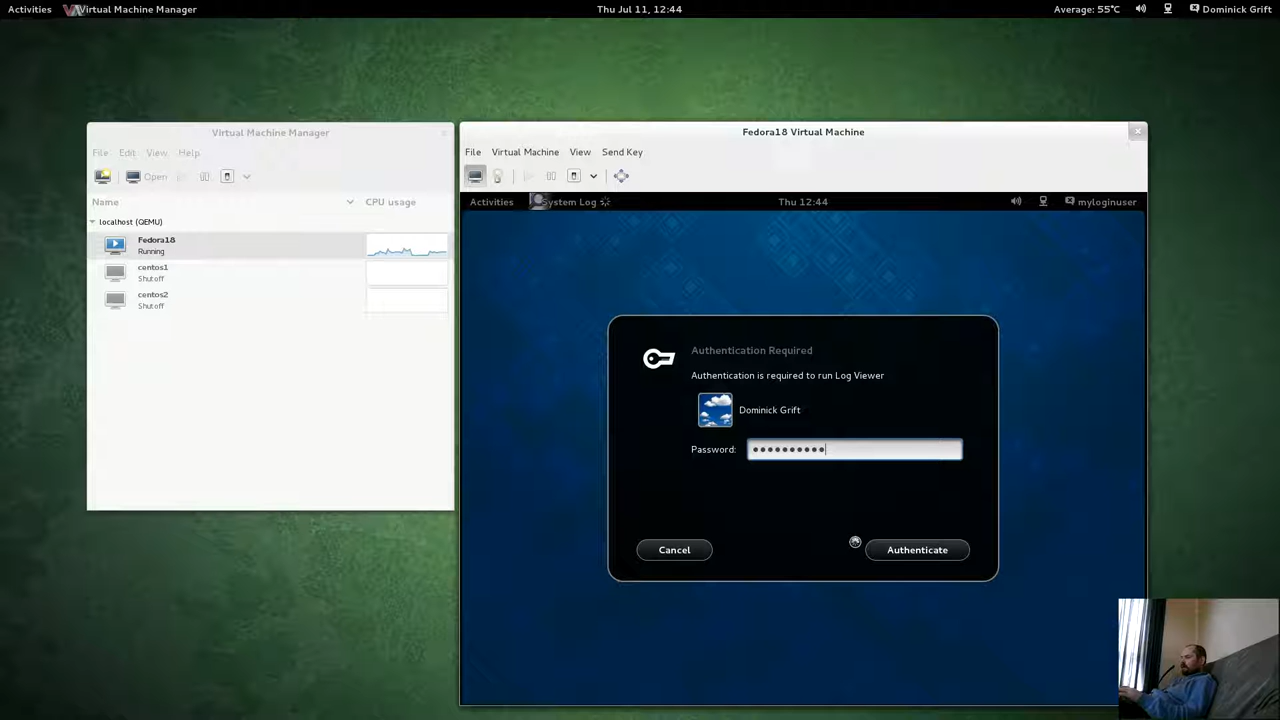 Activities Virtual Machine Manager Thu Jul 11, 12:44 Average: 55°C Dominick Grift
Virtual Machine Manager
File Edit View Help
Open
Name CPU usage
localhost (QEMU)
Fedora18
Running
centos1
Shutoff
centos2
Shutoff
Fedora18 Virtual Machine
File Virtual Machine View Send Key
Activities System Log Thu 12:44 myloginuser
Authentication Required
Authentication is required to run Log Viewer
Dominick Grift
Password: ●●●●●●●●●●
Cancel Authenticate